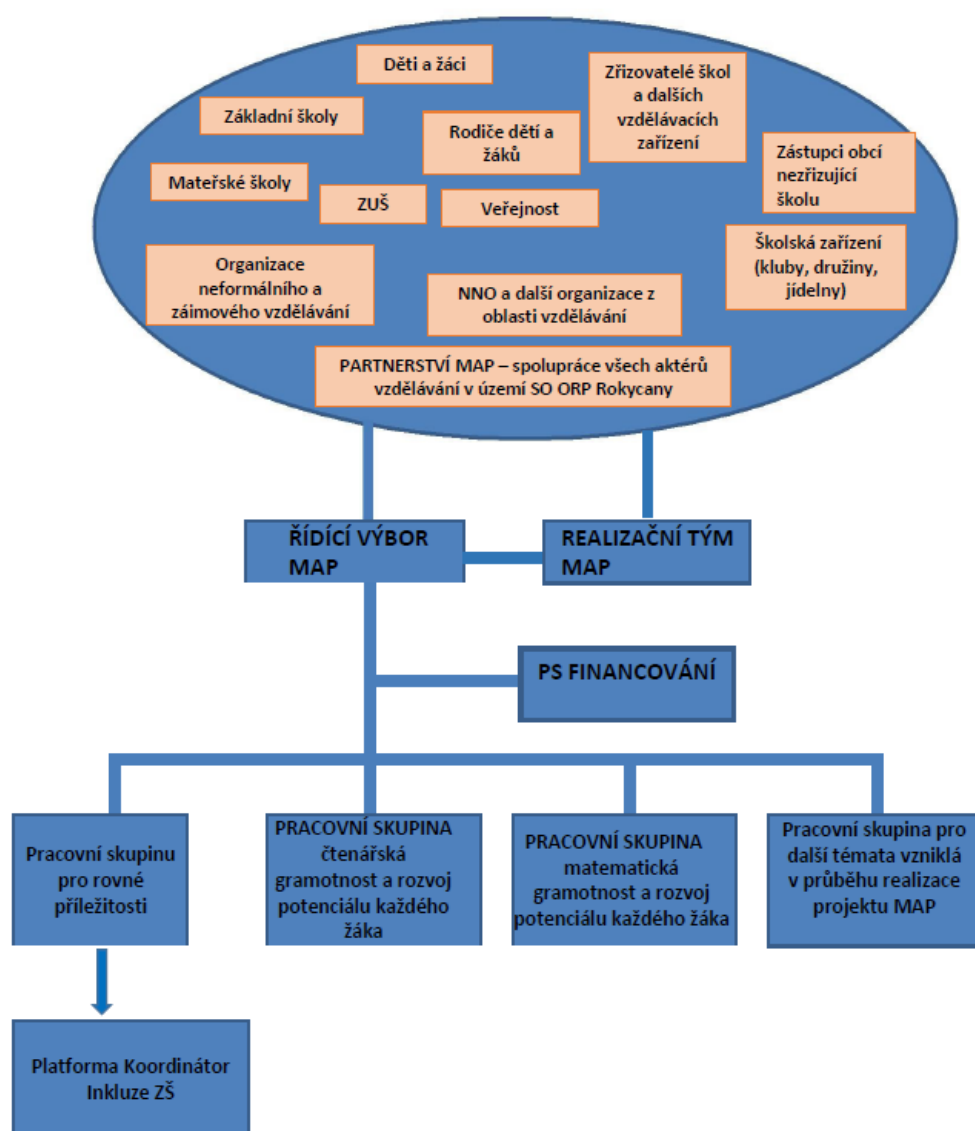 Děti a žáci
Zřizovatelé škol
a dalších
vzdělávacích
zařízení
Základní školy
Rodiče dětí a
žáků
Zástupci obcí
nezřizující
školu
Mateřské školy
ZUŠ
Veřejnost
Školská zařízení
(kluby, družiny,
jídelny)
Organizace
neformálního a
záimového vzdělávání
NNO a další organizace z
oblasti vzdělávání
PARTNERSTVÍ MAP – spolupráce všech aktérů
vzdělávání v území SO ORP Rokycany
ŘÍDÍCÍ VÝBOR
MAP
REALIZAČNÍ TÝM
MAP
PS FINANCOVÁNÍ
Pracovní skupinu
pro rovné
příležitosti
PRACOVNÍ SKUPINA
čtenářská
gramotnost a rozvoj
potenciálu každého
žáka
PRACOVNÍ SKUPINA
matematická
gramotnost a rozvoj
potenciálu každého žáka
Pracovní skupina pro
další témata vzniklá
v průběhu realizace
projektu MAP
Platforma Koordinátor
Inkluze ZŠ